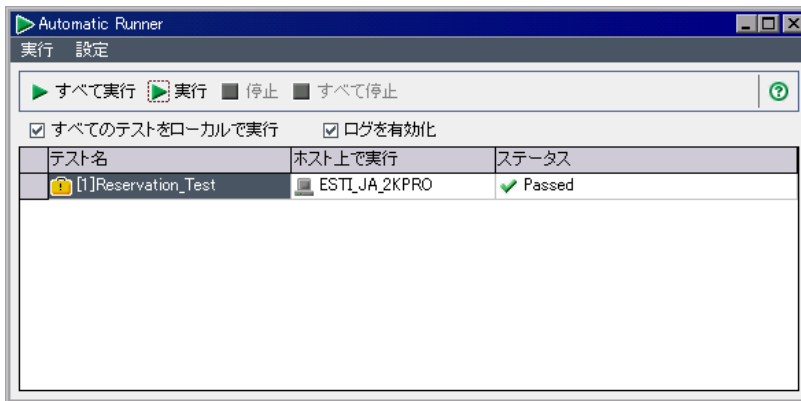 Automatic Runner
実行 設定
すべて実行 実行 停止 すべて停止
すべてのテストをローカルで実行 ログを有効化
テスト名 ホスト上で実行 ステータス
[1]Reservation_Test ESTI_JA_2KPRO Passed